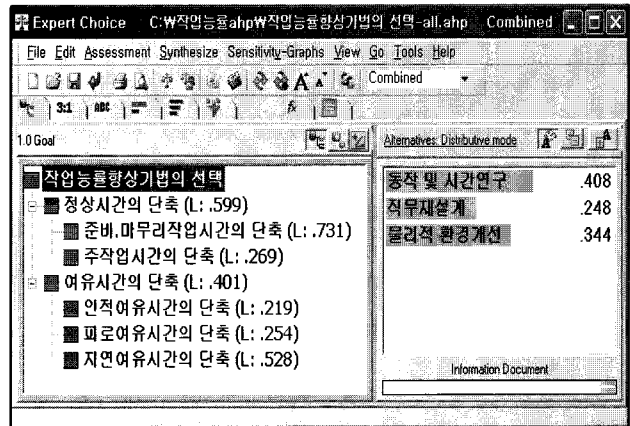 Expert Choice C:₩작업능률ahp₩작업능률향상기법의 선택-all.ahp Combined
File Edit Assessment Synthesize Sensitivity-Graphs View Go Tools Help
Combined
3:1 ABC
1.0 Goal
Alternatives: Distributive mode
작업능률향상기법의 선택
정상시간의 단축 (L: .599)
준비,마무리작업시간의 단축 (L: .731)
주작업시간의 단축 (L: .269)
여유시간의 단축 (L: .401)
인적여유시간의 단축 (L: .219)
피로여유시간의 단축 (L: .254)
지연여유시간의 단축 (L: .528)
동작 및 시간연구 .408
직무재설계 .248
물리적 환경개선 .344
Information Document